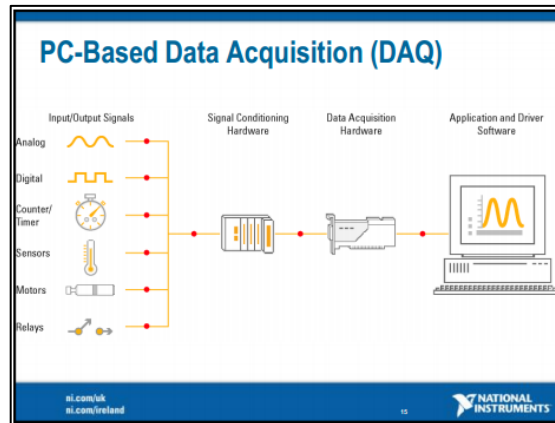 PC-Based Data Acquisition (DAQ)
Input/Output Signals
Signal Conditioning
Hardware
Data Acquisition
Hardware
Application and Driver
Software
Analog
Digital
Counter/
Timer
Sensors
Motors
Relays
ni.com/uk
ni.com/ireland
15
NATIONAL
INSTRUMENTS